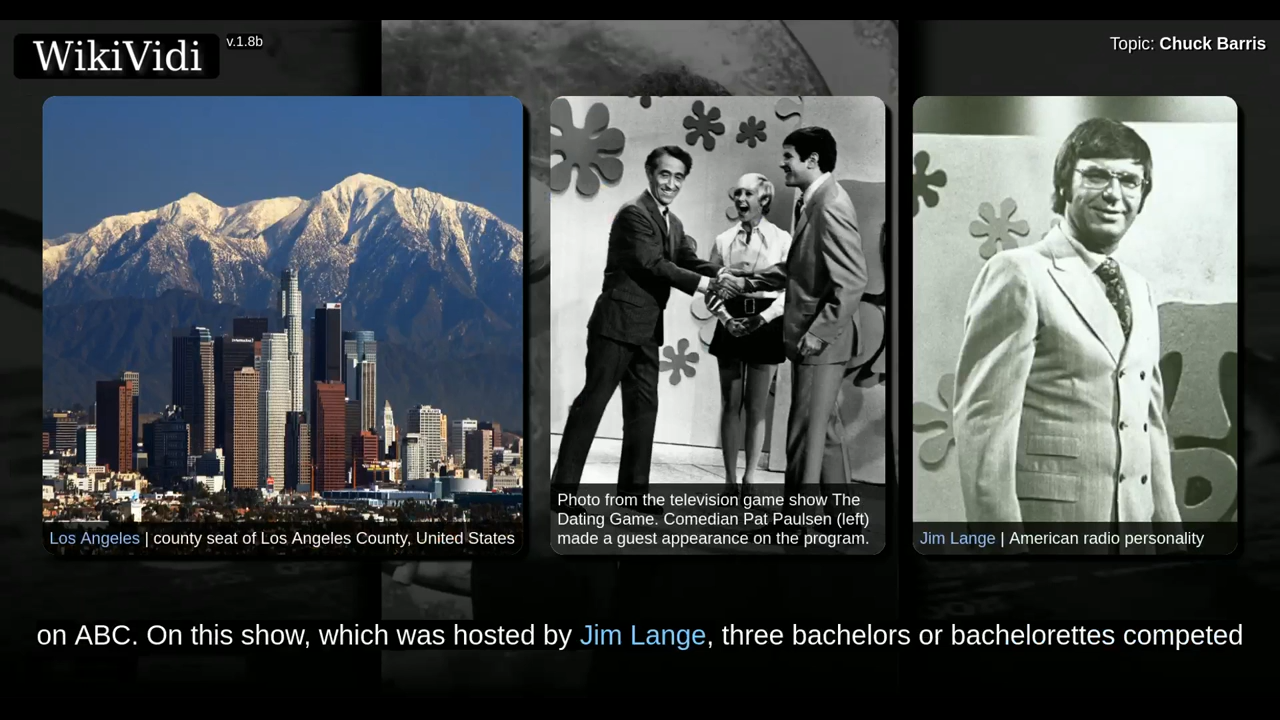 WikiVidi
v.1.8b
Topic: Chuck Barris
Los Angeles | county seat of Los Angeles County, United States
Photo from the television game show The
Dating Game. Comedian Pat Paulsen (left)
made a guest appearance on the program.
Jim Lange | American radio personality
on ABC. On this show, which was hosted by Jim Lange, three bachelors or bachelorettes competed